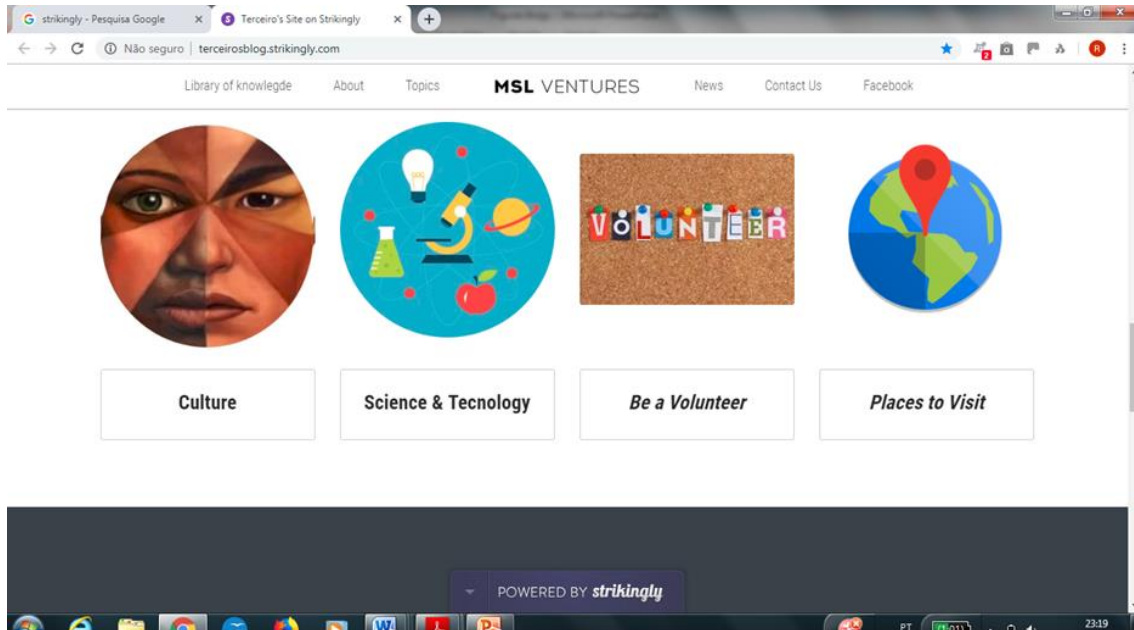 strikingly - Pesquisa Google
Terceiro's Site on Strikingly
Não seguro | terceirosblog.strikingly.com
2
R
Library of knowlegde About Topics MSL VENTURES News Contact Us Facebook
VOLUNTEER
Culture
Science & Tecnology
Be a Volunteer
Places to Visit
POWERED BY strikingly
PT
23:19